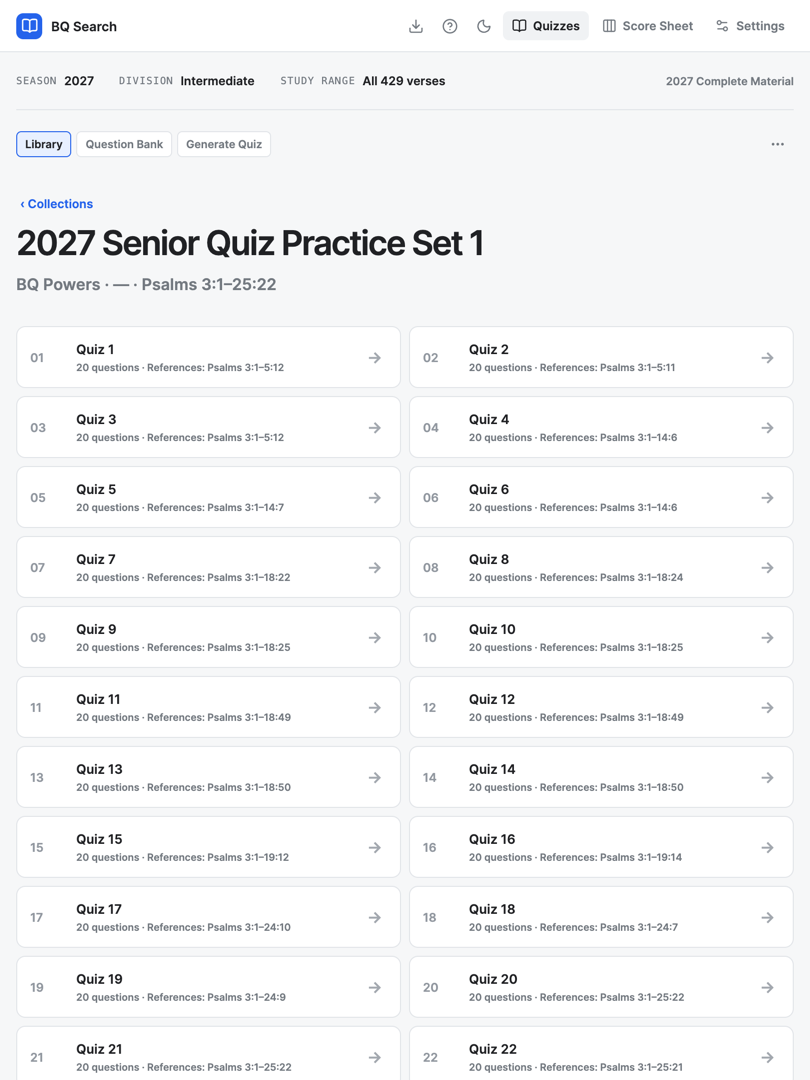 BQ Search
Quizzes
Score Sheet
Settings
SEASON 2027 DIVISION Intermediate STUDY RANGE All 429 verses
2027 Complete Material
Library
Question Bank
Generate Quiz
‹ Collections
2027 Senior Quiz Practice Set 1
BQ Powers · — · Psalms 3:1–25:22
01
Quiz 1
20 questions · References: Psalms 3:1–5:12
02
Quiz 2
20 questions · References: Psalms 3:1–5:11
03
Quiz 3
20 questions · References: Psalms 3:1–5:12
04
Quiz 4
20 questions · References: Psalms 3:1–14:6
05
Quiz 5
20 questions · References: Psalms 3:1–14:7
06
Quiz 6
20 questions · References: Psalms 3:1–14:6
07
Quiz 7
20 questions · References: Psalms 3:1–18:22
08
Quiz 8
20 questions · References: Psalms 3:1–18:24
09
Quiz 9
20 questions · References: Psalms 3:1–18:25
10
Quiz 10
20 questions · References: Psalms 3:1–18:25
11
Quiz 11
20 questions · References: Psalms 3:1–18:49
12
Quiz 12
20 questions · References: Psalms 3:1–18:49
13
Quiz 13
20 questions · References: Psalms 3:1–18:50
14
Quiz 14
20 questions · References: Psalms 3:1–18:50
15
Quiz 15
20 questions · References: Psalms 3:1–19:12
16
Quiz 16
20 questions · References: Psalms 3:1–19:14
17
Quiz 17
20 questions · References: Psalms 3:1–24:10
18
Quiz 18
20 questions · References: Psalms 3:1–24:7
19
Quiz 19
20 questions · References: Psalms 3:1–24:9
20
Quiz 20
20 questions · References: Psalms 3:1–25:22
21
Quiz 21
20 questions · References: Psalms 3:1–25:22
22
Quiz 22
20 questions · References: Psalms 3:1–25:21